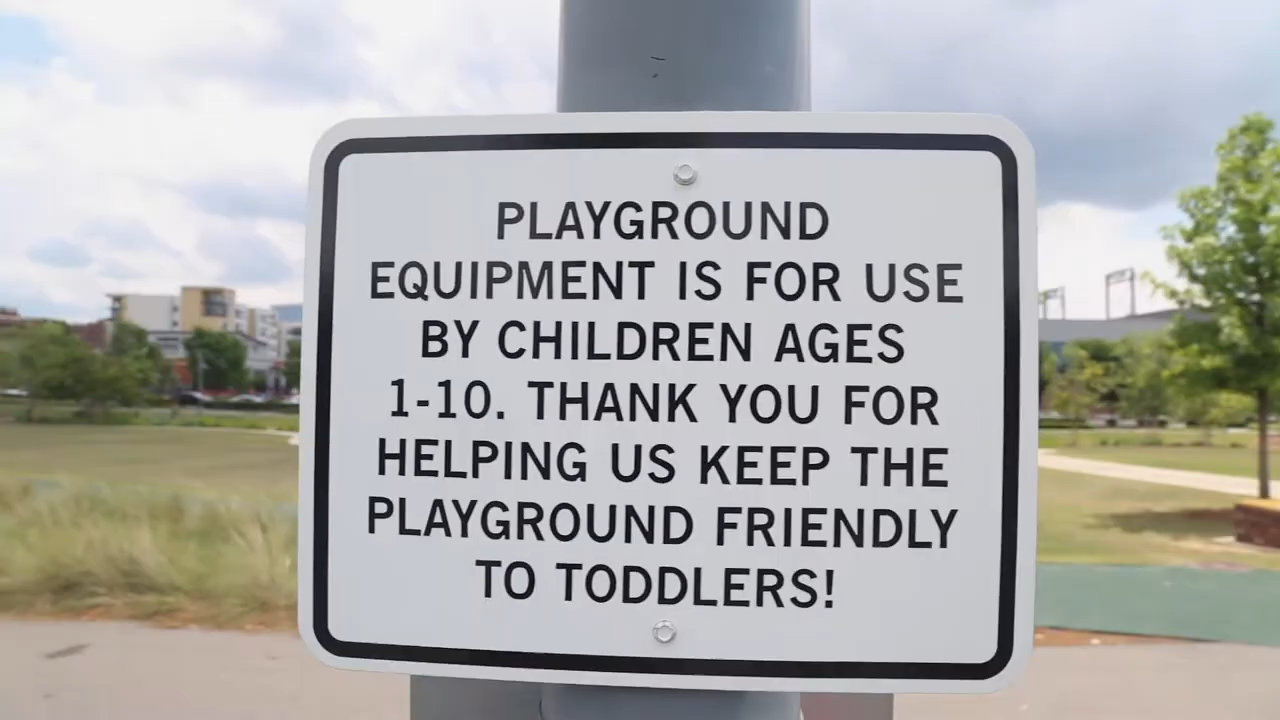 PLAYGROUND
EQUIPMENT IS FOR USE
BY CHILDREN AGES
1-10. THANK YOU FOR
HELPING US KEEP THE
PLAYGROUND FRIENDLY
TO TODDLERS!